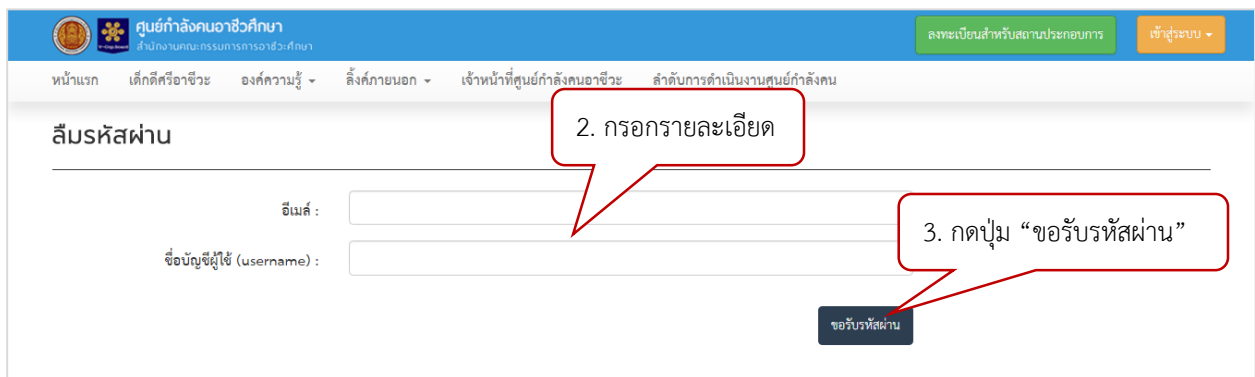 ศูนย์กำลังคนอาชีวศึกษา
สำนักงานคณะกรรมการการอาชีวะศึกษา
ลงทะเบียนสำหรับสถานประกอบการ
เข้าสู่ระบบ
หน้าแรก เด็กดีศรีอาชีวะ องค์ความรู้ ลิ้งค์ภายนอก เจ้าหน้าที่ศูนย์กำลังคนอาชีวะ ลำดับการดำเนินงานศูนย์กำลังคน
ลืมรหัสผ่าน
2. กรอกรายละเอียด
อีเมล์ :
3. กดปุ่ม “ขอรับรหัสผ่าน”
ชื่อบัญชีผู้ใช้ (username) :
ขอรับรหัสผ่าน